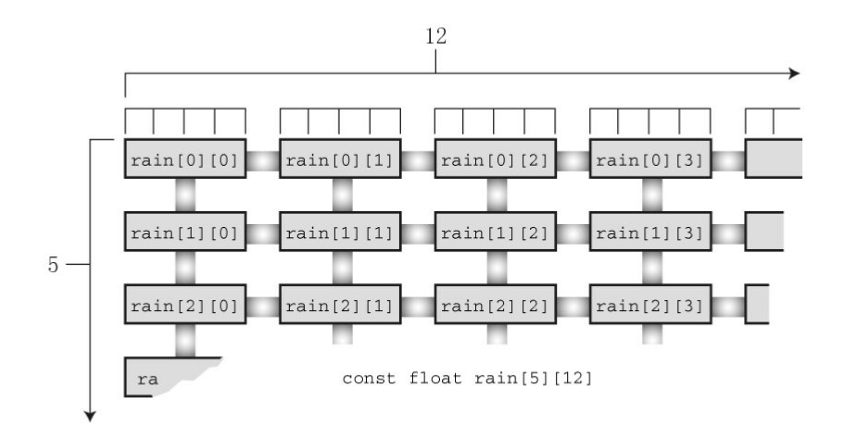 12
rain[0][0] rain[0][1] rain[0][2] rain[0][3]
rain[1][0] rain[1][1] rain[1][2] rain[1][3]
5
rain[2][0] rain[2][1] rain[2][2] rain[2][3]
ra
const float rain[5][12]